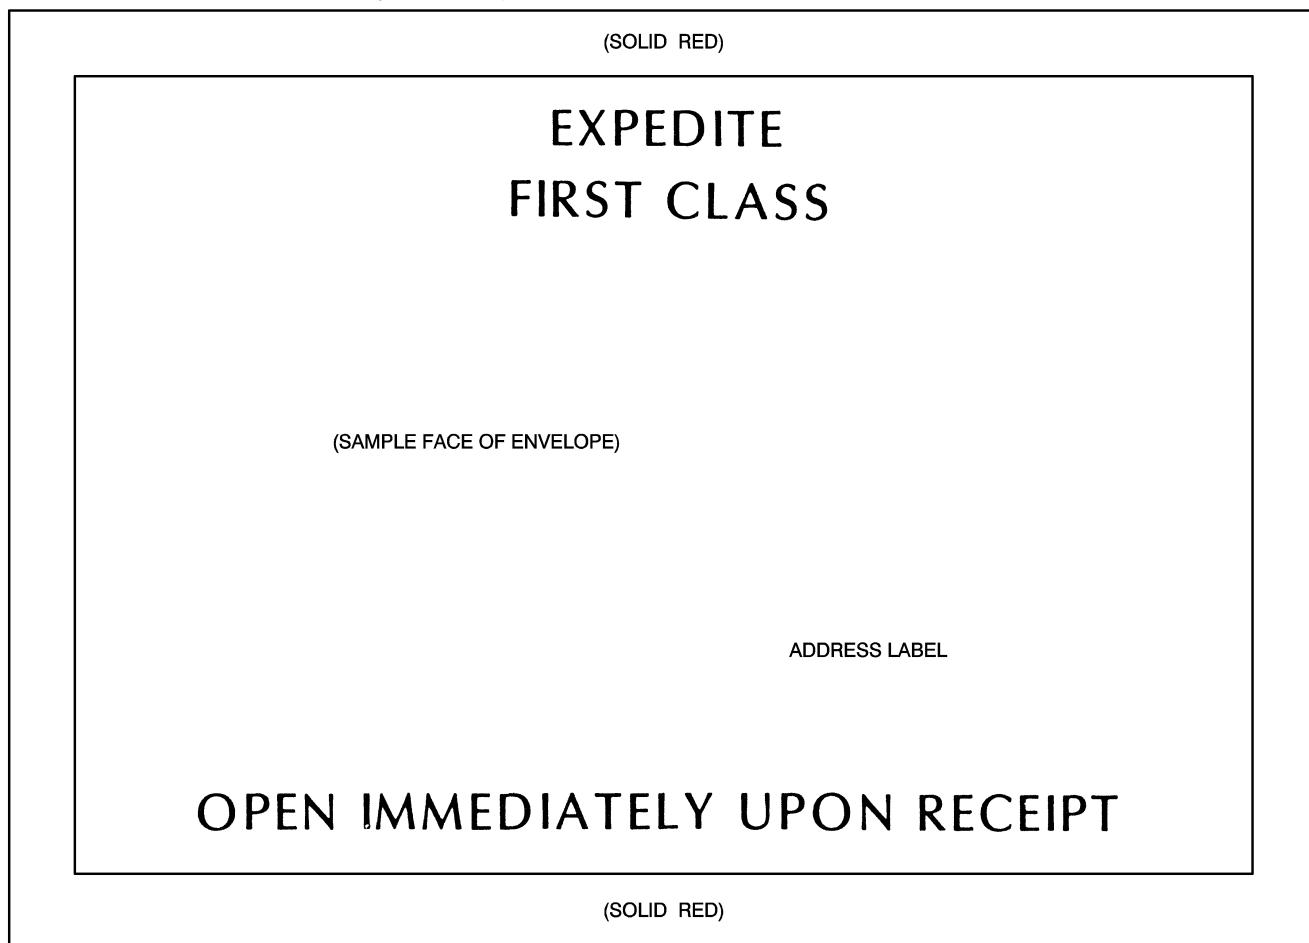 (SOLID RED)
EXPEDITE
FIRST CLASS
(SAMPLE FACE OF ENVELOPE)
ADDRESS LABEL
OPEN IMMEDIATELY UPON RECEIPT
(SOLID RED)